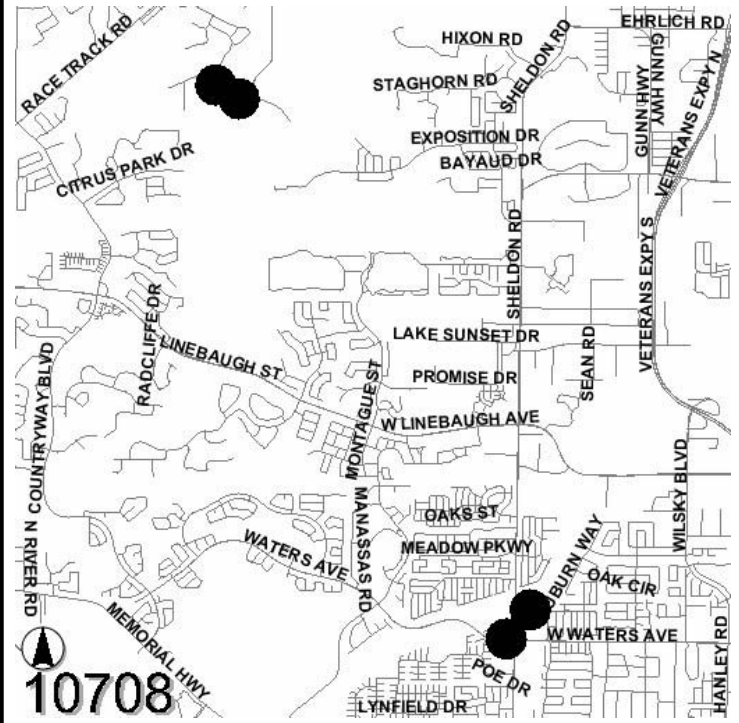 EHRLICH RD
HIXON RD
RACE TRACK RD
SHELDON RD
GUNN HWY
GUNN HWY
VETERANS EXPY N
STAGHORN RD
EXPOSITION DR
BAYAUD DR
CITRUS PARK DR
SHELDON RD
VETERANS EXPY S
RADCLIFFE DR
LINEBAUGH ST
LAKE SUNSET DR
SEAN RD
PROMISE DR
N COUNTRYWAY BLVD
MONTAGUE ST
W LINEBAUGH AVE
WILSKY BLVD
MANASSAS RD
OAKS ST
MEADOW PKWY
WATERS AVE
OAK CIR
N RIVER RD
MEMORIAL HWY
W WATERS AVE
HANLEY RD
POE DR
LYNFIELD DR
10708